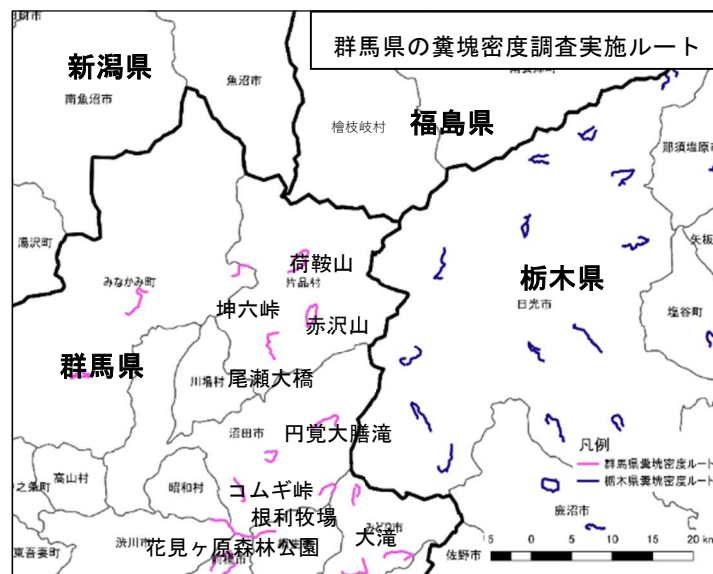 群馬県の糞塊密度調査実施ルート
新潟県
南魚沼市
魚沼市
檜枝岐村
福島県
那須塩原市
湯沢町
みなかみ町
荷鞍山
片品村
坤六峠
赤沢山
栃木県
日光市
矢板
塩谷町
群馬県
川場村
尾瀬大橋
沼田市
円覚大膳滝
凡例
群馬県糞塊密度ルート
栃木県糞塊密度ルート
高山村
昭和村
之条町
コムギ峠
根利牧場
みどり市
鹿沼市
花見ヶ原森林公園
犬滝
東吾妻町
渋川市
佐野市
5 0 5 10 15 20 km